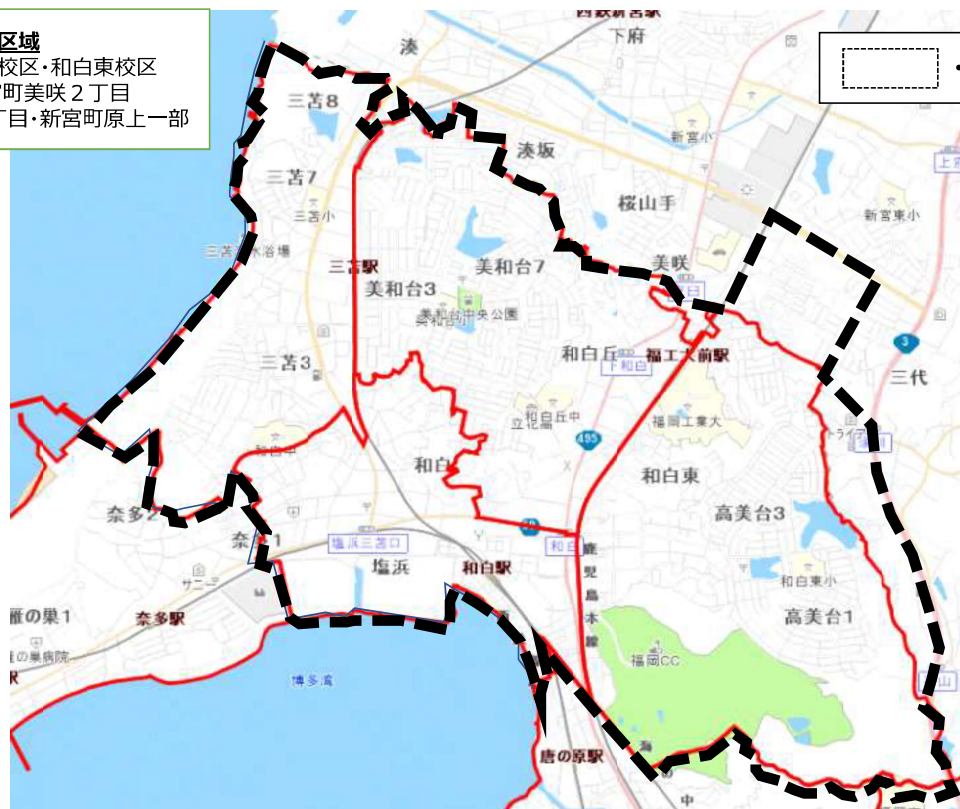 区域
校区・和白東校区
町美咲２丁目
丁目・新宮町原上一部
西鉄新宮駅
下府
湊
三苫8
新宮小
湊坂
上府
三苫7
桜山手
三苫小
新宮東小
三苫駅
美和台7
美咲
美和台3
美和台中央公園
3
三代
三苫3
和白丘
下和白
福工大前駅
和白丘中
立花高
福岡工業大
495
和白
和白東
奈多2
高美台3
塩浜三苫口
和白
塩浜
和白駅
鹿児島本線
サニー
和白東小
雁の巣1
奈多駅
高美台1
の巣病院
福岡CC
博多湾
唐の原駅
海
中